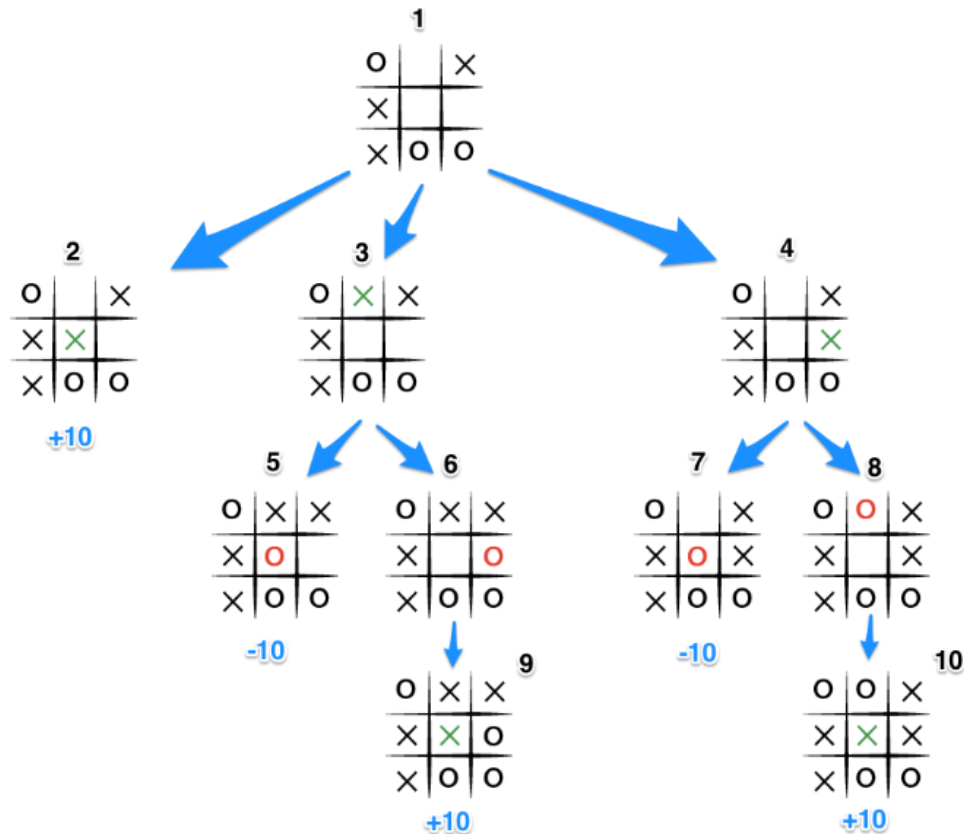 1
O X
X
X O O
2 3 4
O X O X X O X
X X X X X
X O O X O O X O O
+10
5 6 7 8
O X X O X X O X O O X
X O X O X O X X X
X O O X O O X O O X O O
-10 -10
9 10
O X X O O X
X X O X X X
X O O X O O
+10 +10